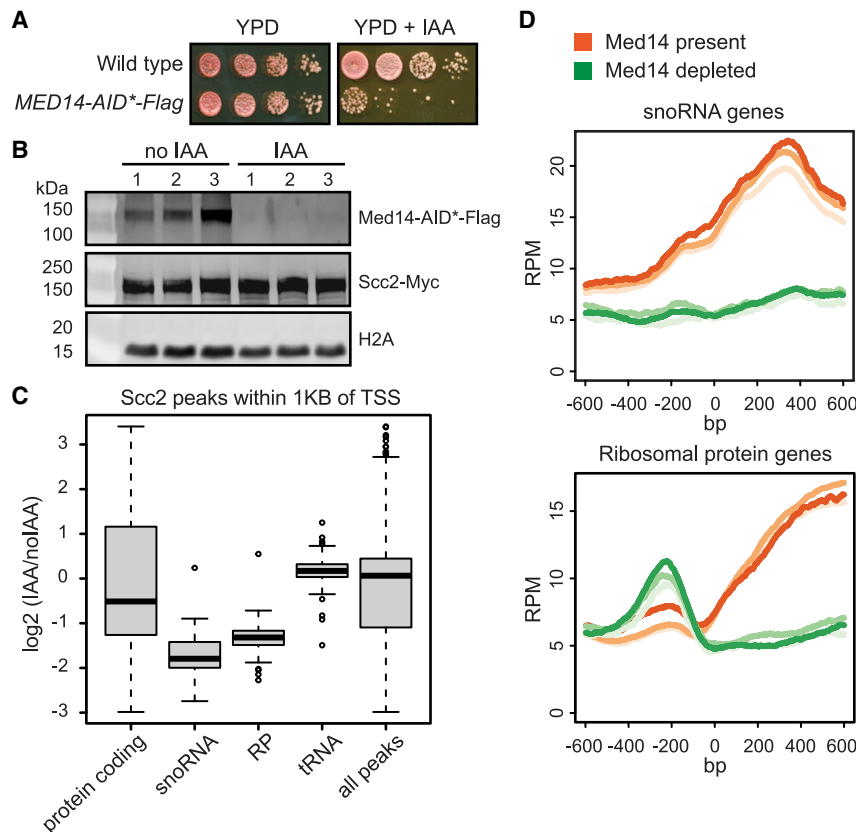 A
YPD
YPD + IAA
Wild type
MED14-AID*-Flag
B
no IAA
IAA
kDa
1 2 3 1 2 3
150
100
Med14-AID*-Flag
250
150
Scc2-Myc
20
15
H2A
C
Scc2 peaks within 1KB of TSS
log2 (IAA/noIAA)
3
2
1
0
-1
-2
-3
protein coding
snoRNA
RP
tRNA
all peaks
D
Med14 present
Med14 depleted
snoRNA genes
RPM
20
15
10
5
0
-600 -400 -200 0 200 400 600
bp
Ribosomal protein genes
RPM
15
10
5
0
-600 -400 -200 0 200 400 600
bp